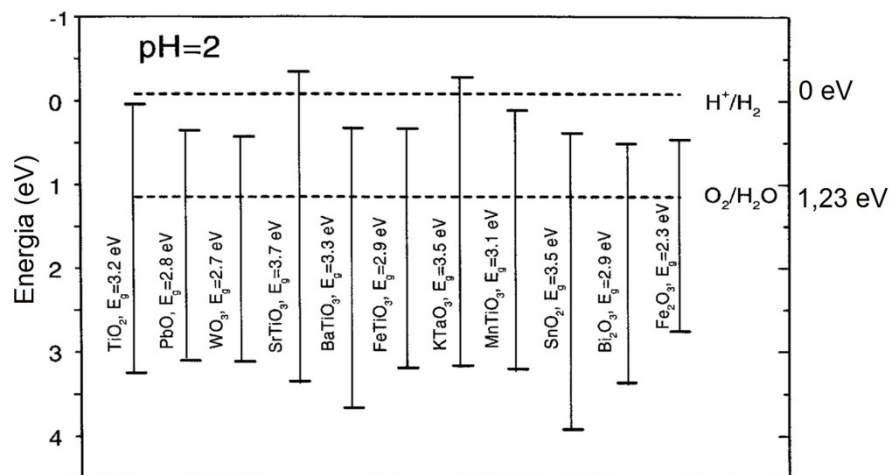 -1
pH=2
0
H⁺/H₂
0 eV
1
O₂/H₂O
1,23 eV
Energia (eV)
2
3
4
TiO₂, E_g=3.2 eV
PbO, E_g=2.8 eV
WO₃, E_g=2.7 eV
SrTiO₃, E_g=3.7 eV
BaTiO₃, E_g=3.3 eV
FeTiO₃, E_g=2.9 eV
KTaO₃, E_g=3.5 eV
MnTiO₃, E_g=3.1 eV
SnO₂, E_g=3.5 eV
Bi₂O₃, E_g=2.9 eV
Fe₂O₃, E_g=2.3 eV